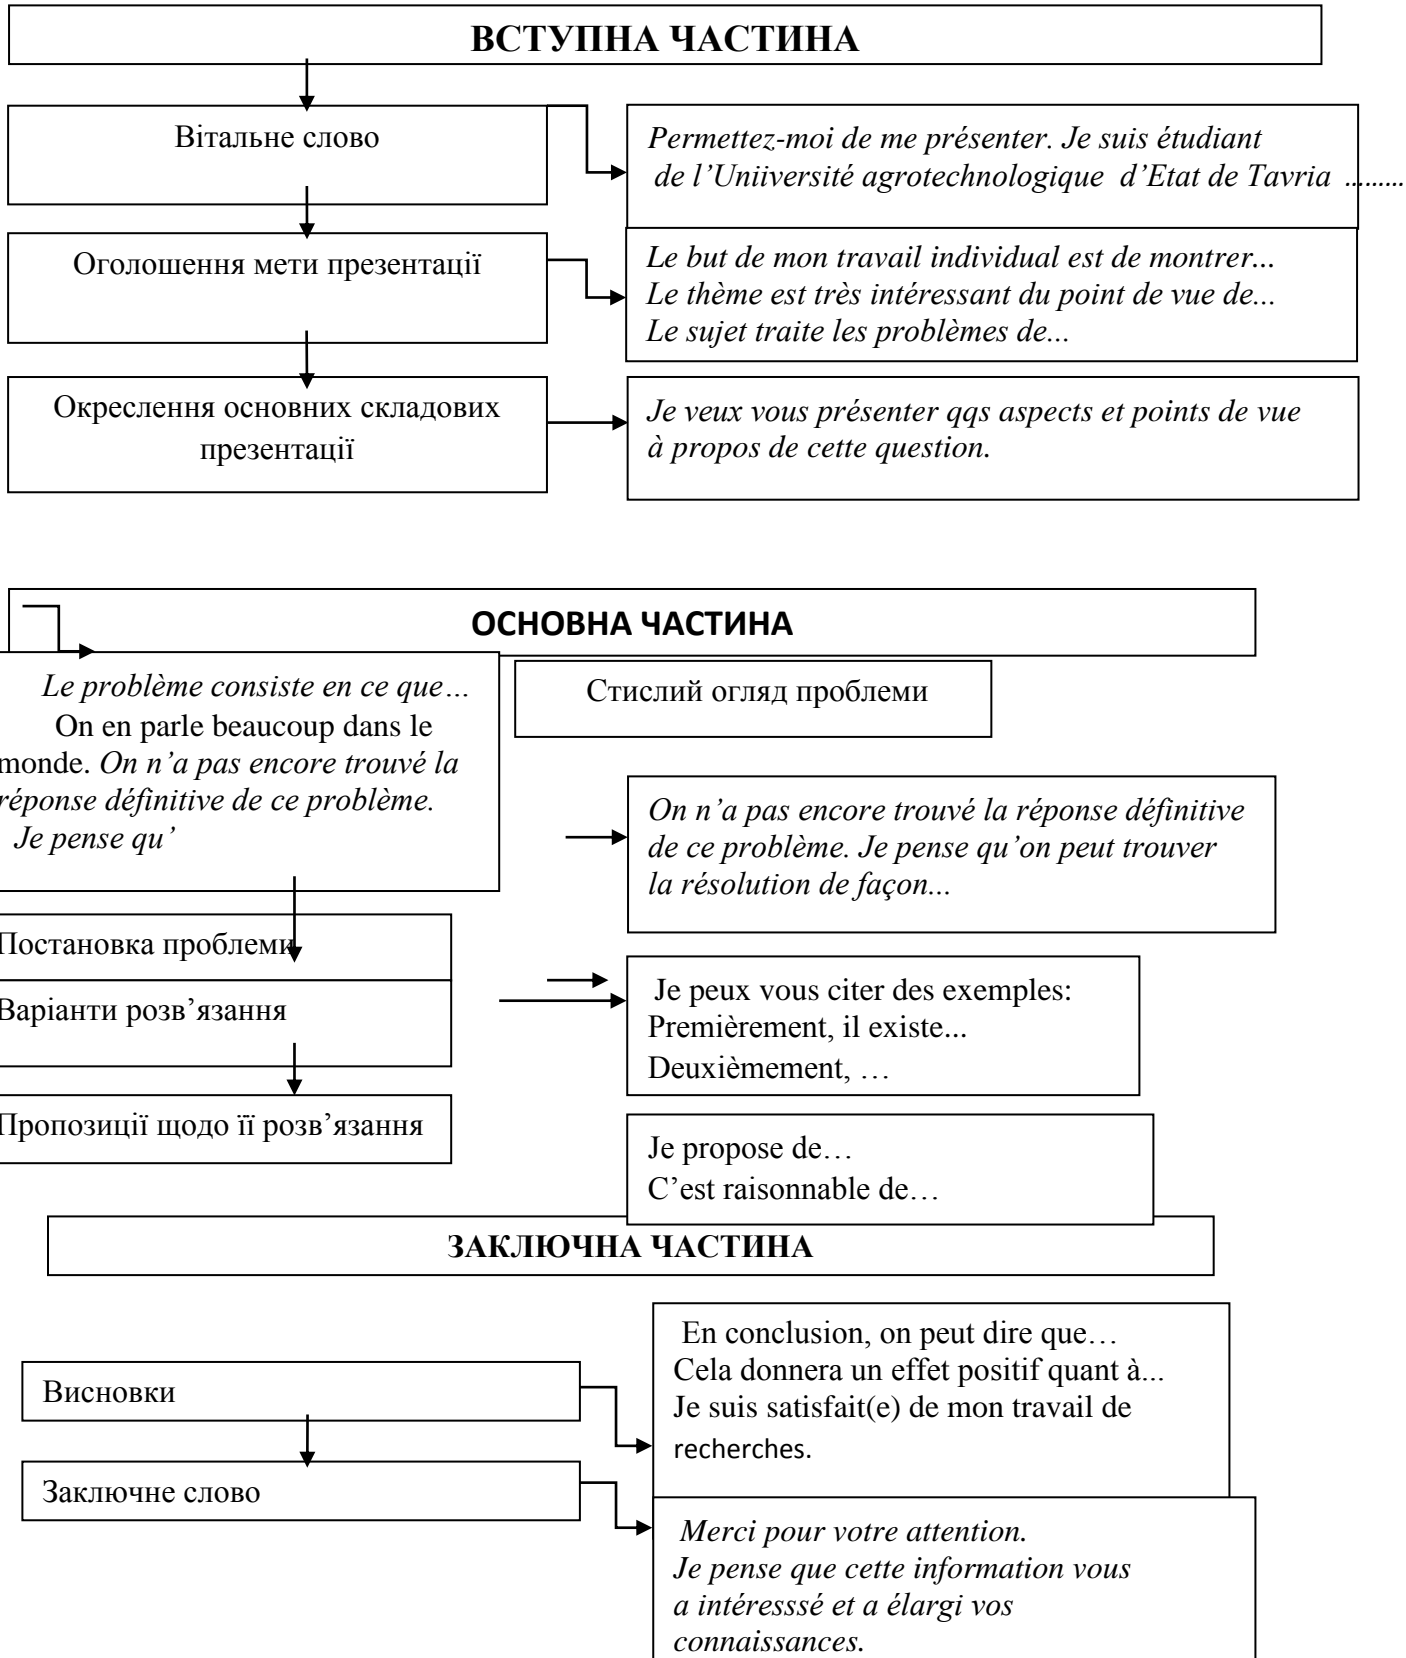 ВСТУПНА ЧАСТИНА
Вітальне слово
Permettez-moi de me présenter. Je suis étudiant
de l’Uniiversité agrotechnologique d’Etat de Tavria .........
Оголошення мети презентації
Le but de mon travail individual est de montrer...
Le thème est très intéressant du point de vue de...
Le sujet traite les problèmes de...
Окреслення основних складових
презентації
Je veux vous présenter qqs aspects et points de vue
à propos de cette question.
ОСНОВНА ЧАСТИНА
Le problème consiste en ce que…
On en parle beaucoup dans le
monde. On n’a pas encore trouvé la
réponse définitive de ce problème.
Je pense qu’
Стислий огляд проблеми
On n’a pas encore trouvé la réponse définitive
de ce problème. Je pense qu’on peut trouver
la résolution de façon...
Постановка проблеми
Варіанти розв’язання
Je peux vous citer des exemples:
Premièrement, il existe...
Deuxièmement, …
Пропозиції щодо її розв’язання
Je propose de…
C’est raisonnable de…
ЗАКЛЮЧНА ЧАСТИНА
Висновки
En conclusion, on peut dire que…
Cela donnera un effet positif quant à...
Je suis satisfait(e) de mon travail de
recherches.
Заключне слово
Merci pour votre attention.
Je pense que cette information vous
a intéresssé et a élargi vos
connaissances.